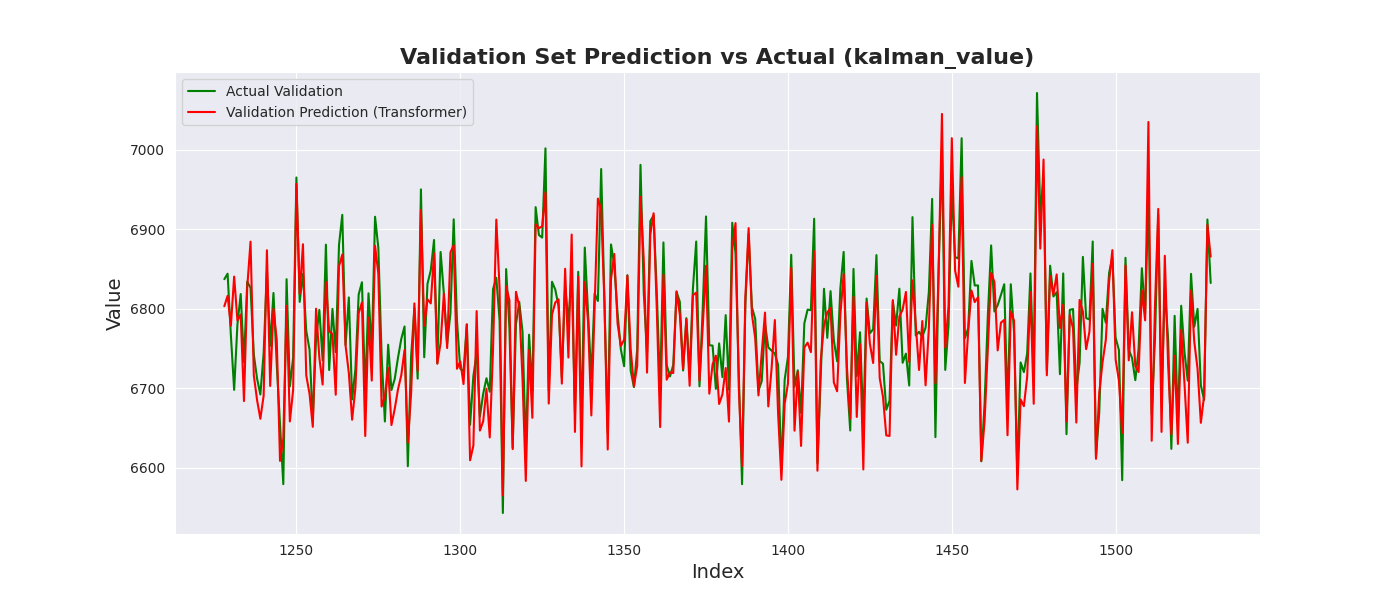 Validation Set Prediction vs Actual (kalman_value)
Actual Validation
Validation Prediction (Transformer)
Value
7000
6900
6800
6700
6600
1250
1300
1350
1400
1450
1500
Index